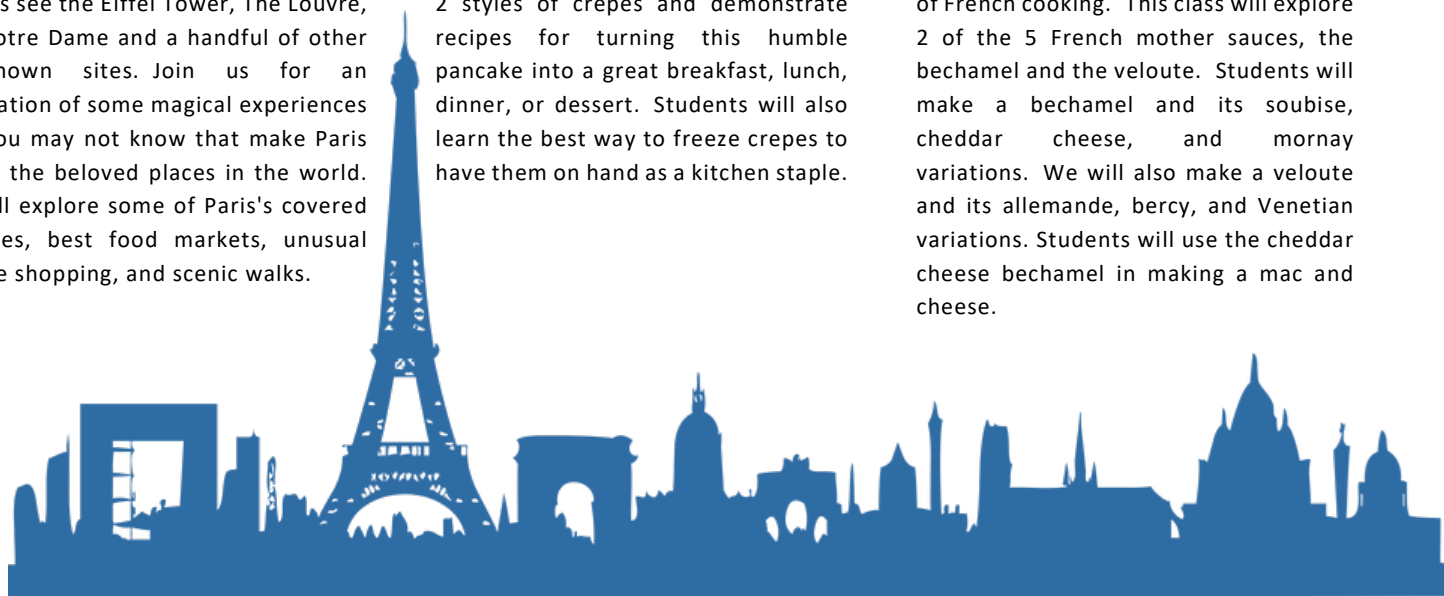 s see the Eiffel Tower, The Louvre,
otre Dame and a handful of other
nown sites. Join us for an
ation of some magical experiences
ou may not know that make Paris
the beloved places in the world.
ll explore some of Paris's covered
es, best food markets, unusual
e shopping, and scenic walks.
2 styles of crepes and demonstrate
recipes for turning this humble
pancake into a great breakfast, lunch,
dinner, or dessert. Students will also
learn the best way to freeze crepes to
have them on hand as a kitchen staple.
of French cooking. This class will explore
2 of the 5 French mother sauces, the
bechamel and the veloute. Students will
make a bechamel and its soubise,
cheddar cheese, and mornay
variations. We will also make a veloute
and its allemande, bercy, and Venetian
variations. Students will use the cheddar
cheese bechamel in making a mac and
cheese.